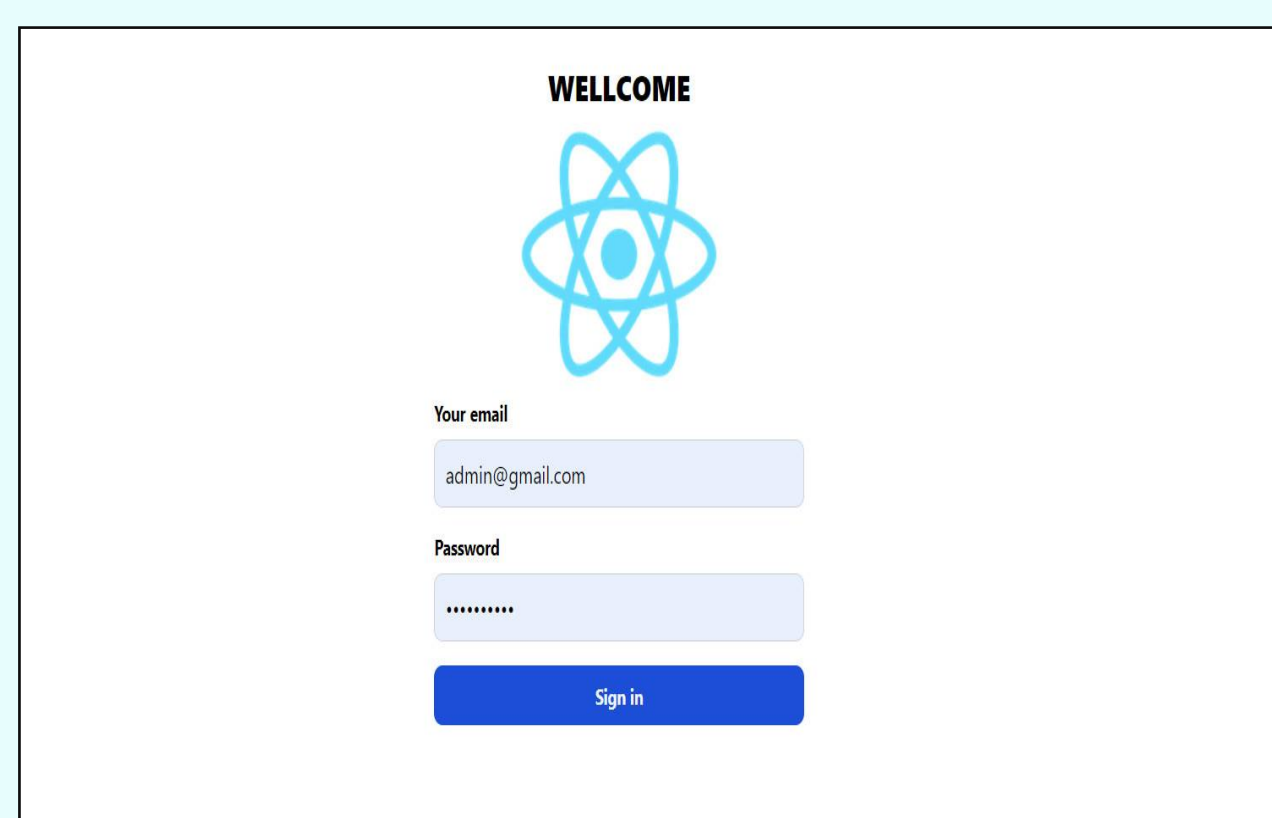 WELLCOME
Your email
admin@gmail.com
Password
••••••••••
Sign in